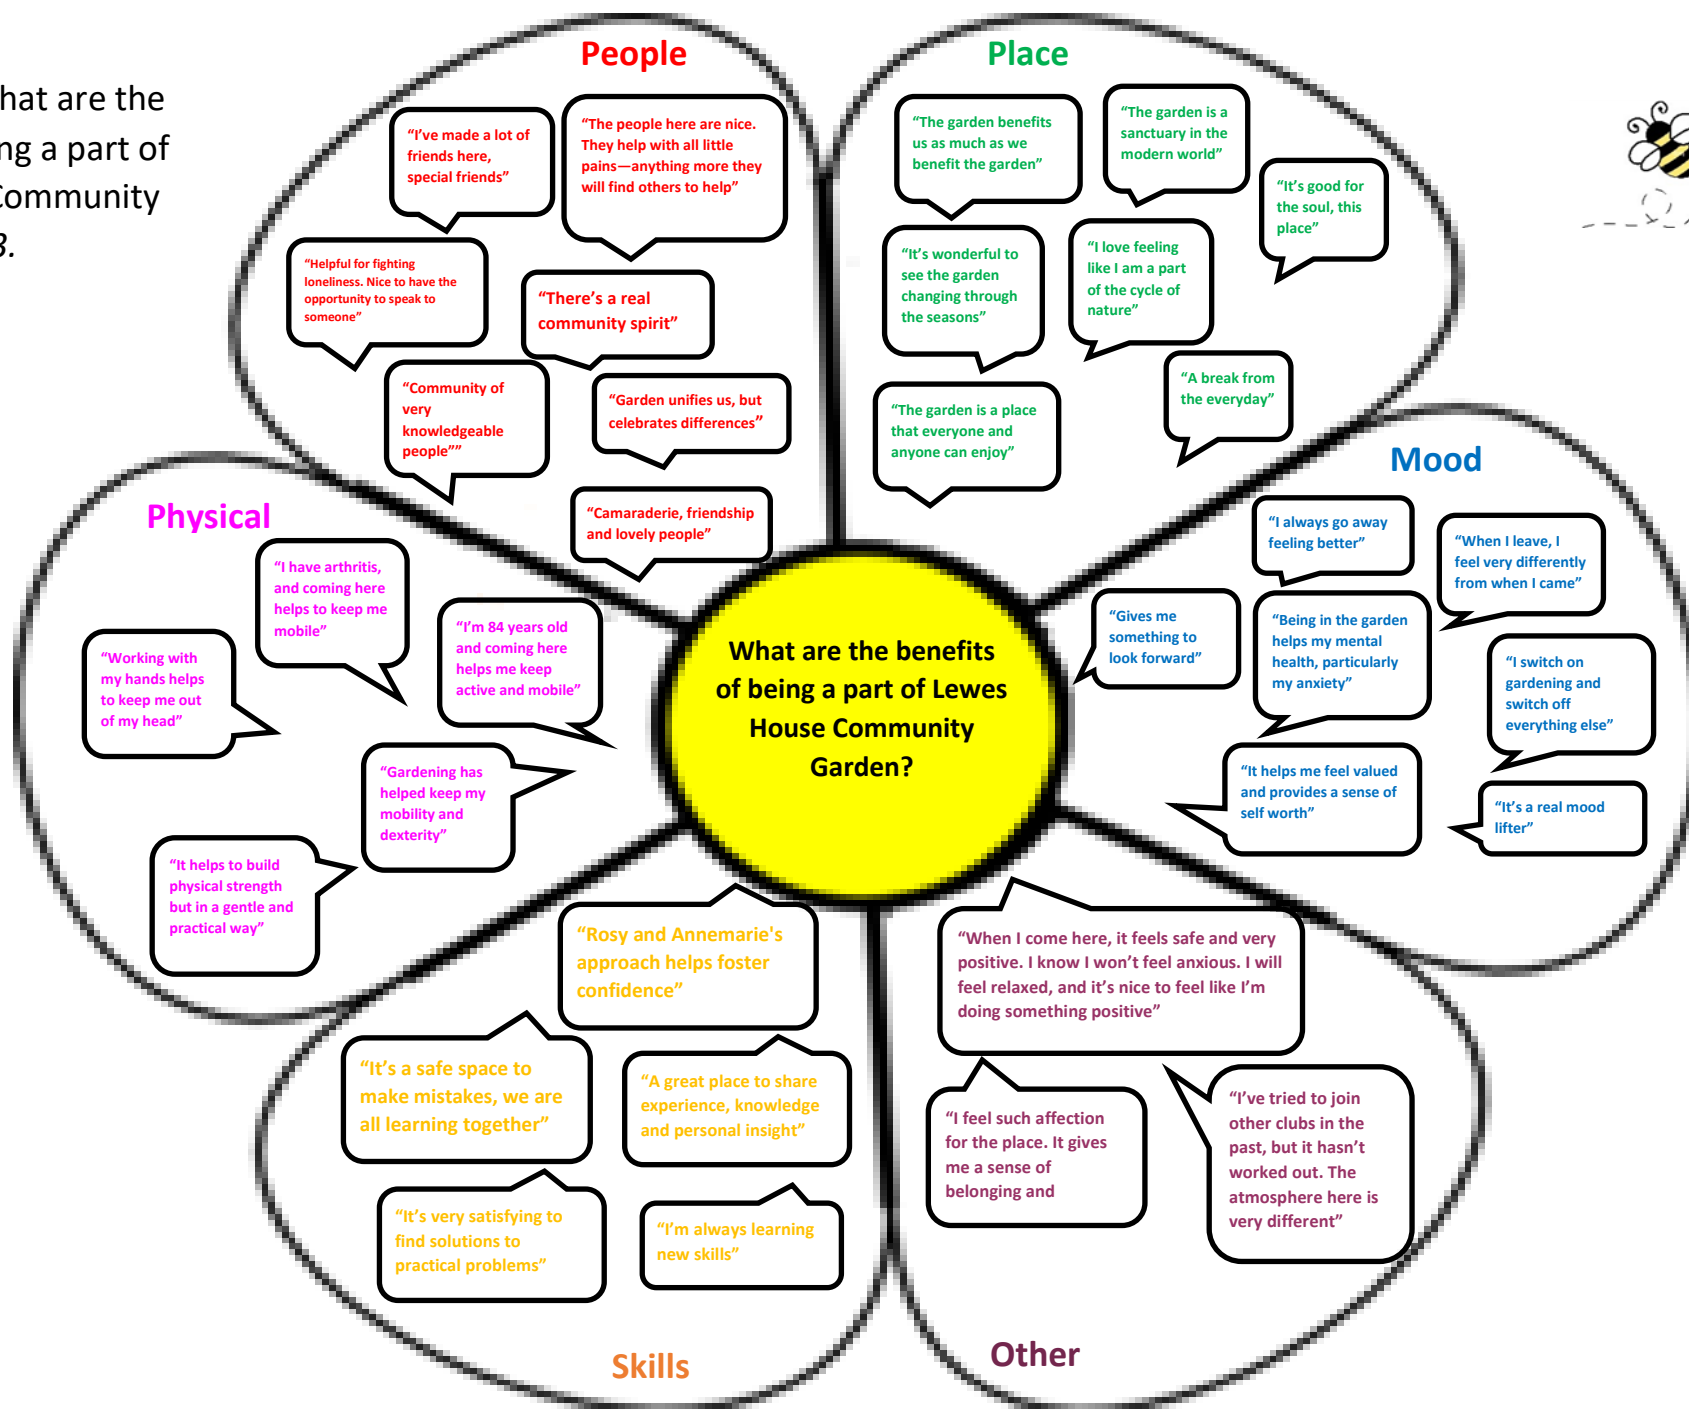 hat are the
ng a part of
Community
3.
People
“I’ve made a lot of
friends here,
special friends”
“The people here are nice.
They help with all little
pains—anything more they
will find others to help”
“Helpful for fighting
loneliness. Nice to have the
opportunity to speak to
someone”
“There’s a real
community spirit”
“Community of
very
knowledgeable
people””
“Garden unifies us, but
celebrates differences”
“Camaraderie, friendship
and lovely people”
Place
“The garden benefits
us as much as we
benefit the garden”
“The garden is a
sanctuary in the
modern world”
“It’s good for
the soul, this
place”
“It’s wonderful to
see the garden
changing through
the seasons”
“I love feeling
like I am a part
of the cycle of
nature”
“A break from
the everyday”
“The garden is a place
that everyone and
anyone can enjoy”
Mood
“I always go away
feeling better”
“When I leave, I
feel very differently
from when I came”
“Gives me
something to
look forward”
“Being in the garden
helps my mental
health, particularly
my anxiety”
“I switch on
gardening and
switch off
everything else”
“It helps me feel valued
and provides a sense of
self worth”
“It’s a real mood
lifter”
Physical
“I have arthritis,
and coming here
helps to keep me
mobile”
“I’m 84 years old
and coming here
helps me keep
active and mobile”
“Working with
my hands helps
to keep me out
of my head”
“Gardening has
helped keep my
mobility and
dexterity”
“It helps to build
physical strength
but in a gentle and
practical way”
What are the benefits
of being a part of Lewes
House Community
Garden?
“Rosy and Annemarie's
approach helps foster
confidence”
“It’s a safe space to
make mistakes, we are
all learning together”
“A great place to share
experience, knowledge
and personal insight”
“It’s very satisfying to
find solutions to
practical problems”
“I’m always learning
new skills”
Skills
“When I come here, it feels safe and very
positive. I know I won’t feel anxious. I will
feel relaxed, and it’s nice to feel like I’m
doing something positive”
“I feel such affection
for the place. It gives
me a sense of
belonging and
“I’ve tried to join
other clubs in the
past, but it hasn’t
worked out. The
atmosphere here is
very different”
Other